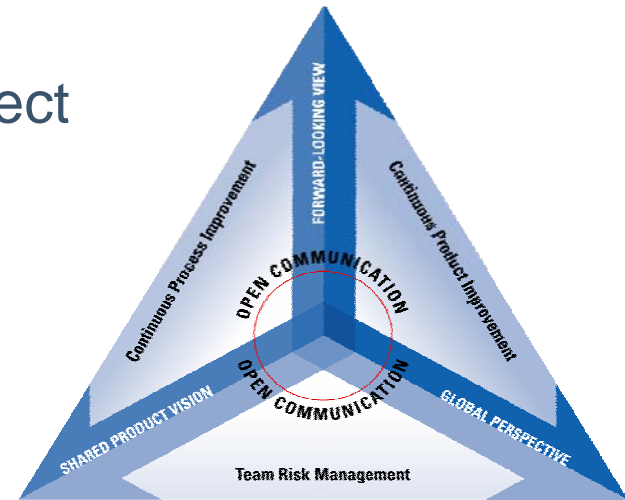 ect
FORWARD-LOOKING VIEW
Continuous Process Improvement
Continuous Product Improvement
OPEN COMMUNICATION
OPEN COMMUNICATION
SHARED PRODUCT VISION
GLOBAL PERSPECTIVE
Team Risk Management